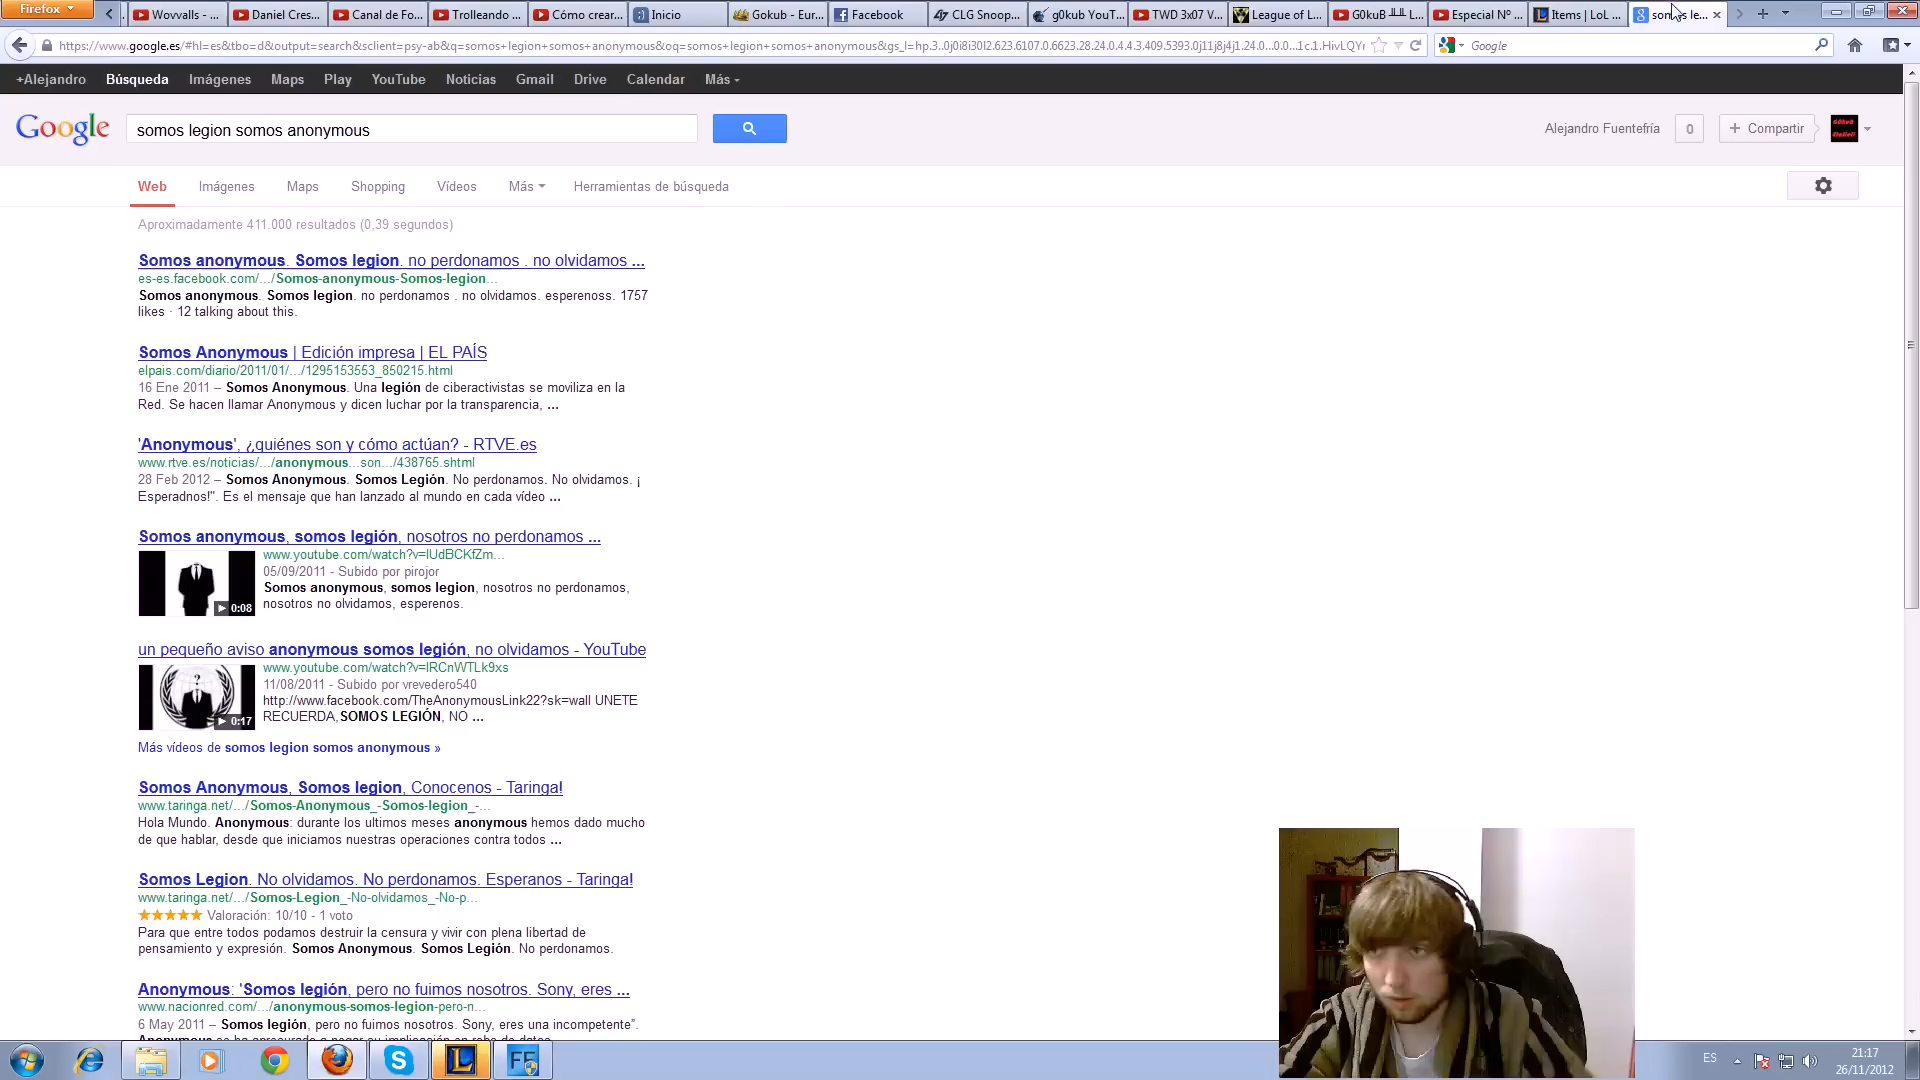 Firefox
Wovvalls - ...
Daniel Cres...
Canal de Fo...
Trolleando ...
Cómo crear...
Inicio
Gokub - Eur...
Facebook
CLG Snoop...
g0kub YouT...
TWD 3x07 V...
League of L...
G0kuB ╨╨ L...
Especial Nº ...
Items | LoL ...
https://www.google.es/#hl=es&tbo=d&output=search&sclient=psy-ab&q=somos+legion+somos+anonymous&oq=somos+legion+somos+anonymous&gs_l=hp.3..0j0i8i30l2.623.6107.0.6623.28.24.0.4.4.3.409.5393.0j11j8j4j1.24.0...0.0...1c.1.HivLQYr
Google
+Alejandro Búsqueda Imágenes Maps Play YouTube Noticias Gmail Drive Calendar Más
Google
somos legion somos anonymous
Alejandro Fuentefría
0
+ Compartir
Web Imágenes Maps Shopping Vídeos Más Herramientas de búsqueda
Aproximadamente 411.000 resultados (0,39 segundos)
Somos anonymous. Somos legion. no perdonamos . no olvidamos ...
es-es.facebook.com/.../Somos-anonymous-Somos-legion...
Somos anonymous. Somos legion. no perdonamos . no olvidamos. esperenoss. 1757
likes · 12 talking about this.
Somos Anonymous | Edición impresa | EL PAÍS
elpais.com/diario/2011/01/.../1295153553_850215.html
16 Ene 2011 – Somos Anonymous. Una legión de ciberactivistas se moviliza en la
Red. Se hacen llamar Anonymous y dicen luchar por la transparencia, ...
'Anonymous', ¿quiénes son y cómo actúan? - RTVE.es
www.rtve.es/noticias/.../anonymous...son.../438765.shtml
28 Feb 2012 – Somos Anonymous. Somos Legión. No perdonamos. No olvidamos. ¡
Esperadnos!". Es el mensaje que han lanzado al mundo en cada vídeo ...
Somos anonymous, somos legión, nosotros no perdonamos ...
www.youtube.com/watch?v=IUdBCKfZm...
05/09/2011 - Subido por pirojor
Somos anonymous, somos legion, nosotros no perdonamos,
nosotros no olvidamos, esperenos.
0:08
un pequeño aviso anonymous somos legión, no olvidamos - YouTube
www.youtube.com/watch?v=lRCnWTLk9xs
11/08/2011 - Subido por vrevedero540
http://www.facebook.com/TheAnonymousLink22?sk=wall UNETE
RECUERDA,SOMOS LEGIÓN, NO ...
0:17
Más vídeos de somos legion somos anonymous »
Somos Anonymous, Somos legion, Conocenos - Taringa!
www.taringa.net/.../Somos-Anonymous_-Somos-legion_-...
Hola Mundo. Anonymous: durante los ultimos meses anonymous hemos dado mucho
de que hablar, desde que iniciamos nuestras operaciones contra todos ...
Somos Legion. No olvidamos. No perdonamos. Esperanos - Taringa!
www.taringa.net/.../Somos-Legion_-No-olvidamos_-No-p...
Valoración: 10/10 - 1 voto
Para que entre todos podamos destruir la censura y vivir con plena libertad de
pensamiento y expresión. Somos Anonymous. Somos Legión. No perdonamos.
Anonymous: 'Somos legión, pero no fuimos nosotros. Sony, eres ...
www.nacionred.com/.../anonymous-somos-legion-pero-n...
6 May 2011 – Somos legión, pero no fuimos nosotros. Sony, eres una incompetente".
ES
21:17
26/11/2012